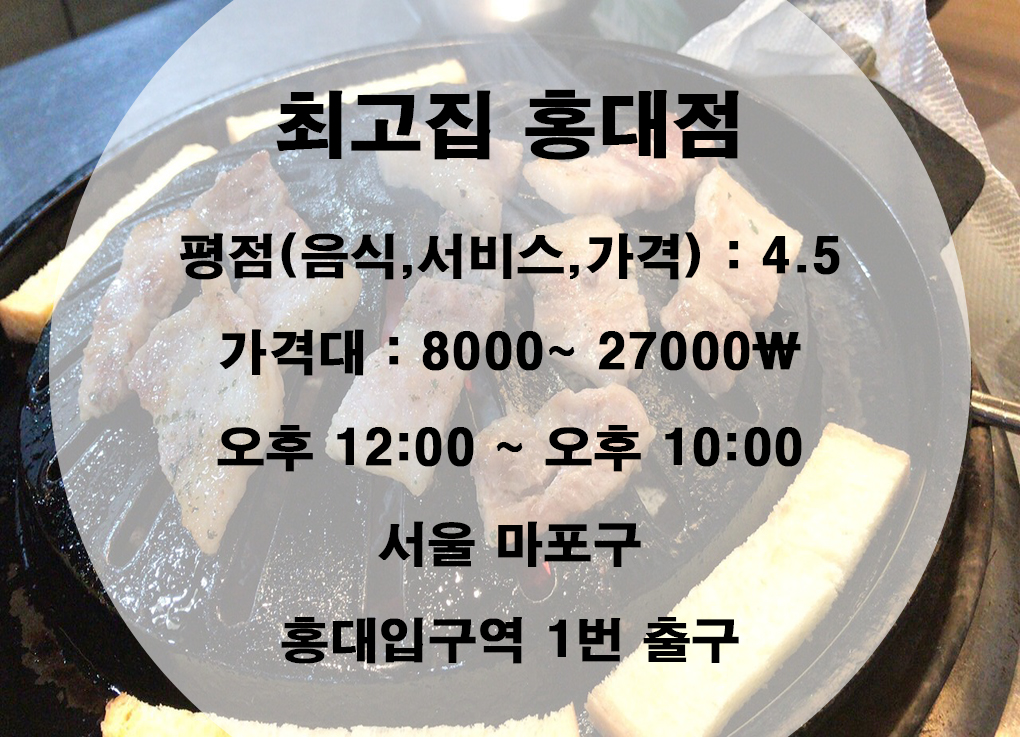 최고집 홍대점
평점(음식,서비스,가격) : 4.5
가격대 : 8000~ 27000₩
오후 12:00 ~ 오후 10:00
서울 마포구
홍대입구역 1번 출구